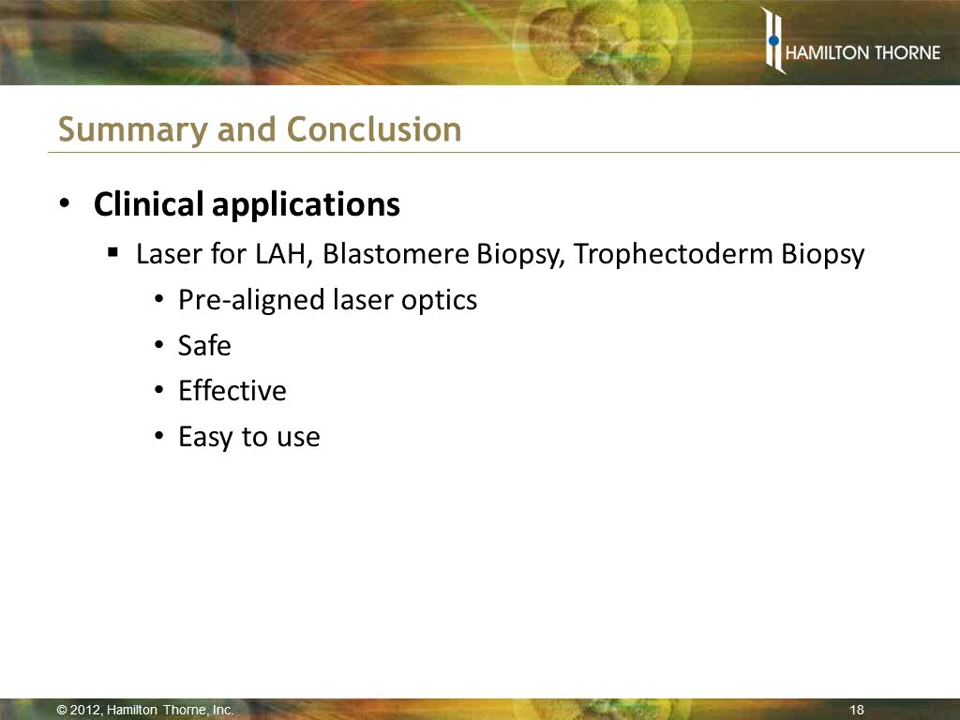 HAMILTON THORNE
Summary and Conclusion
• Clinical applications
▪ Laser for LAH, Blastomere Biopsy, Trophectoderm Biopsy
• Pre-aligned laser optics
• Safe
• Effective
• Easy to use
© 2012, Hamilton Thorne, Inc.
18